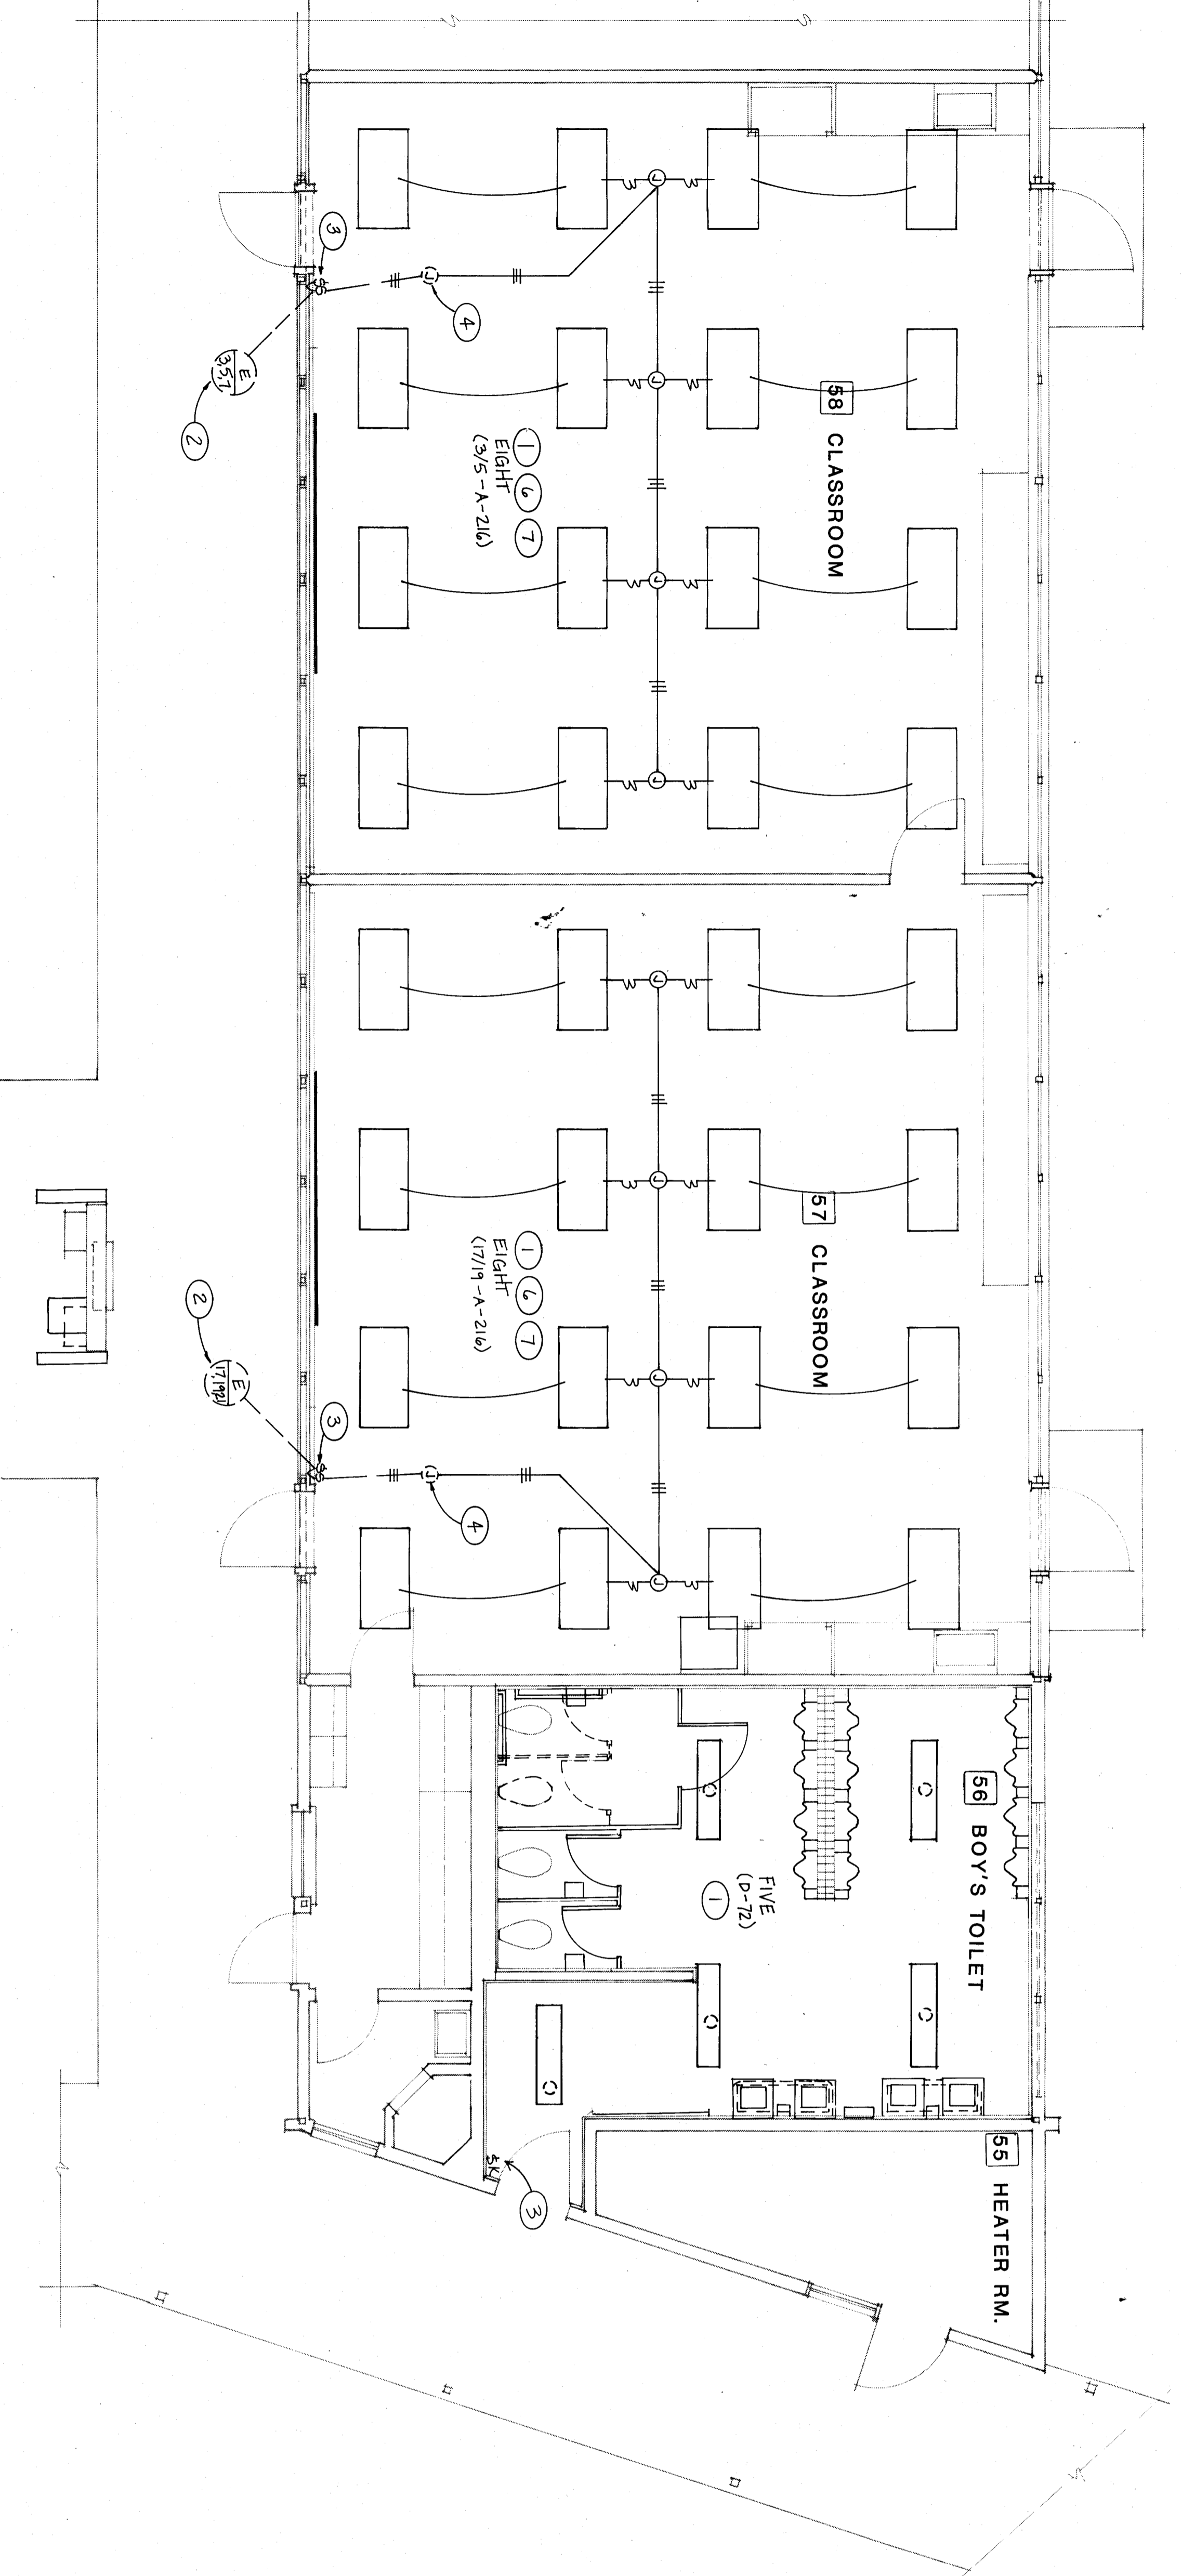 58 CLASSROOM
1 6 7
EIGHT
(3/5-A-216)
3
4
E
3,5,7
2
J
J
J
J
(J)
57 CLASSROOM
1 6 7
EIGHT
(17/19-A-216)
2
E
17,19,21
3
4
J
J
J
J
(J)
56 BOY'S TOILET
FIVE
(D-72)
1
3
55 HEATER RM.